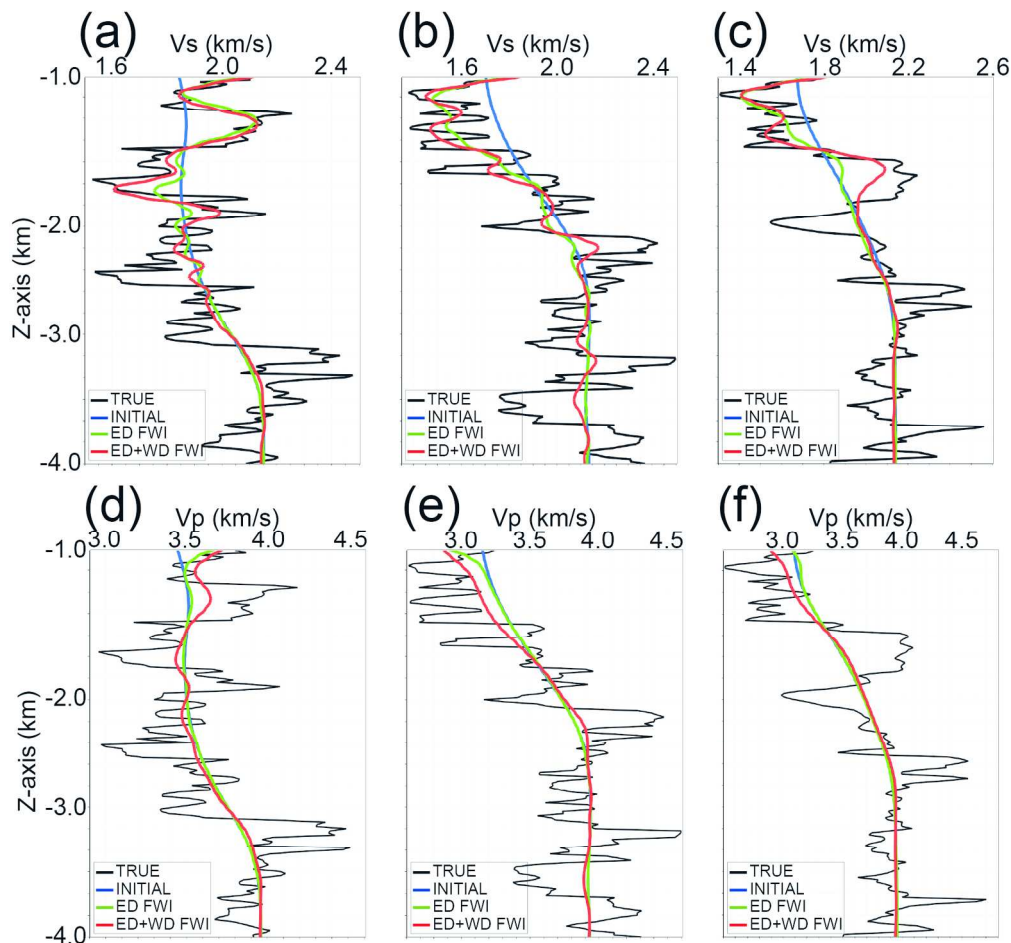 (a) (b) (c)
Vs (km/s) Vs (km/s) Vs (km/s)
1.6 2.0 2.4 1.6 2.0 2.4 1.4 1.8 2.2 2.6
-1.0
-2.0
-3.0
-4.0
Z-axis (km)
TRUE
INITIAL
ED FWI
ED+WD FWI
TRUE
INITIAL
ED FWI
ED+WD FWI
TRUE
INITIAL
ED FWI
ED+WD FWI
(d) (e) (f)
Vp (km/s) Vp (km/s) Vp (km/s)
3.0 3.5 4.0 4.5 3.0 3.5 4.0 4.5 3.0 3.5 4.0 4.5
-1.0
-2.0
-3.0
-4.0
Z-axis (km)
TRUE
INITIAL
ED FWI
ED+WD FWI
TRUE
INITIAL
ED FWI
ED+WD FWI
TRUE
INITIAL
ED FWI
ED+WD FWI